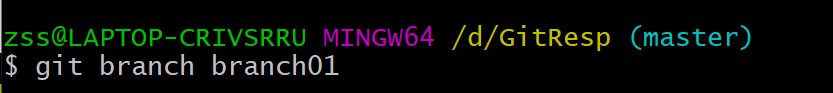 zss@LAPTOP-CRIVSRRU MINGW64 /d/GitResp (master)
$ git branch branch01